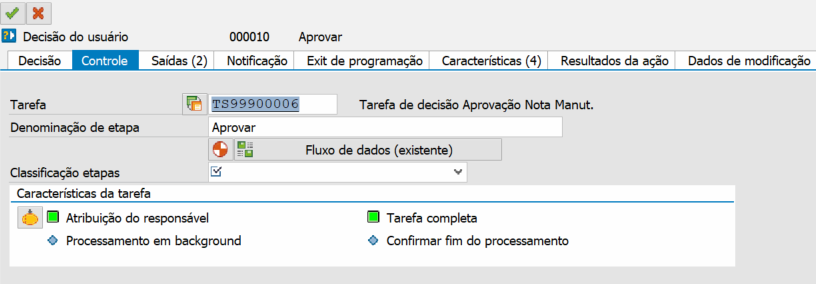 Decisão do usuário 000010 Aprovar
Decisão Controle Saídas (2) Notificação Exit de programação Características (4) Resultados da ação Dados de modificação
Tarefa TS99900006 Tarefa de decisão Aprovação Nota Manut.
Denominação de etapa Aprovar
Fluxo de dados (existente)
Classificação etapas
Características da tarefa
Atribuição do responsável Tarefa completa
Processamento em background Confirmar fim do processamento